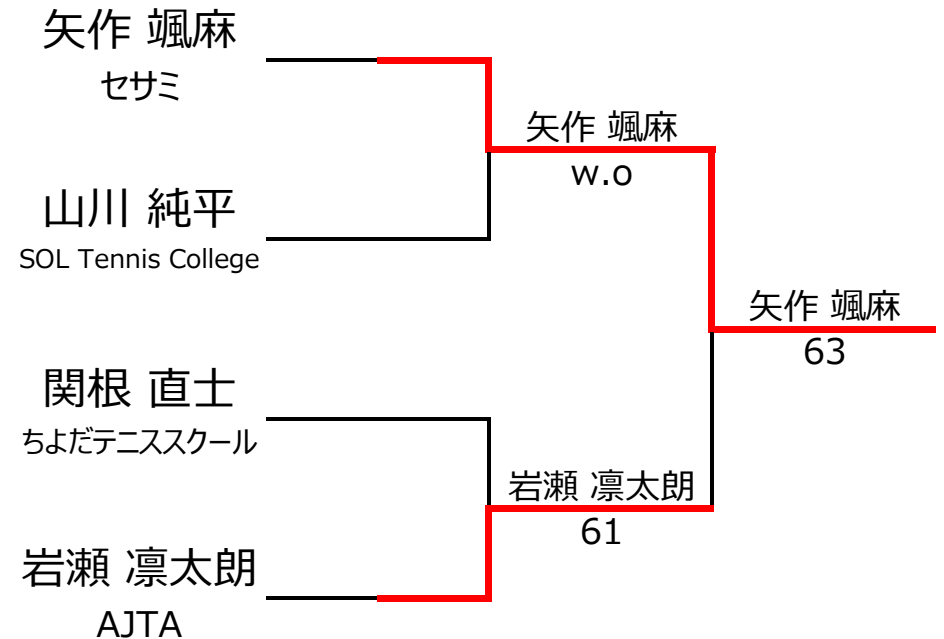 矢作 颯麻
セサミ
矢作 颯麻
w.o
山川 純平
SOL Tennis College
矢作 颯麻
63
関根 直士
ちよだテニススクール
岩瀬 凛太朗
61
岩瀬 凛太朗
AJTA